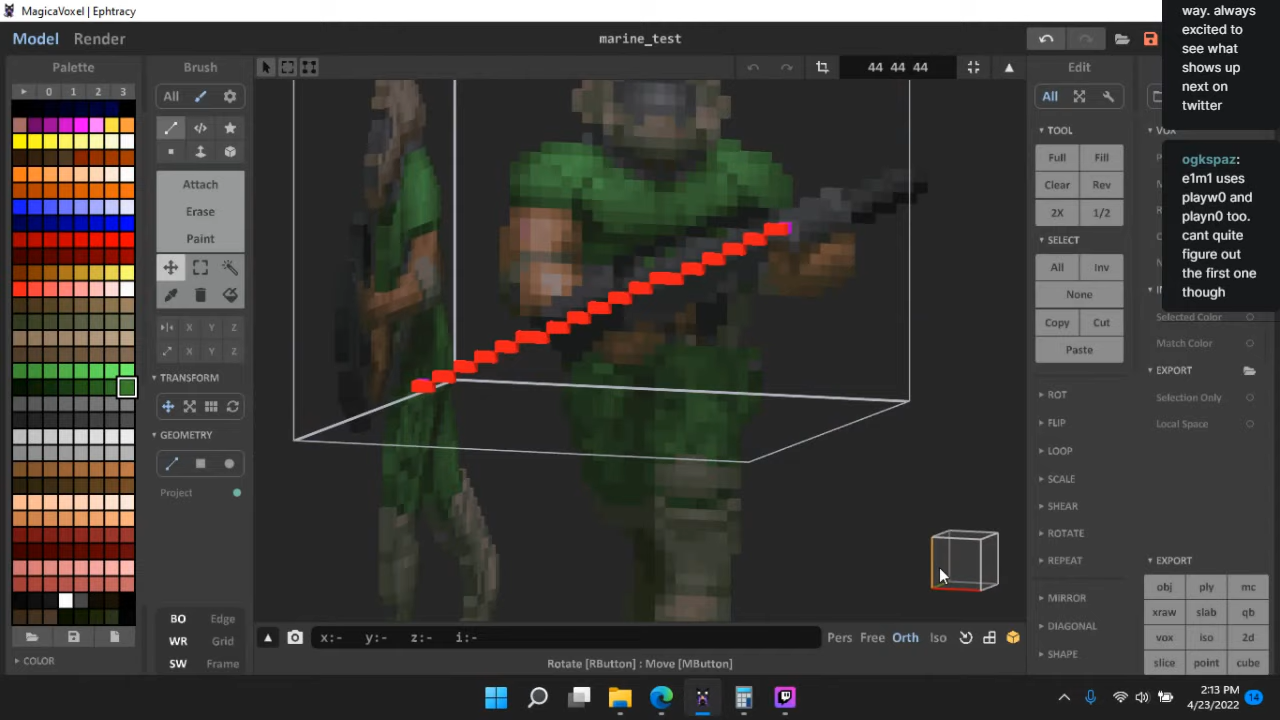 MagicaVoxel | Ephtracy
Model Render
marine_test
Palette
Brush
Edit
0 1 2 3
All
44 44 44
All
TOOL
Full Fill
Clear Rev
2X 1/2
SELECT
All Inv
None
Copy Cut
Paste
ROT
FLIP
LOOP
SCALE
SHEAR
ROTATE
REPEAT
MIRROR
DIAGONAL
SHAPE
Attach
Erase
Paint
X Y Z
X Y Z
TRANSFORM
GEOMETRY
Project
BO Edge
WR Grid
SW Frame
COLOR
x:- y:- z:- i:-
Pers Free Orth Iso
Rotate [RButton] : Move [MButton]
way. always
excited to
see what
shows up
next on
twitter
ogkspaz:
e1m1 uses
playw0 and
playn0 too.
cant quite
figure out
the first one
though
Selected Color
Match Color
EXPORT
Selection Only
Local Space
EXPORT
obj ply mc
xraw slab qb
vox iso 2d
slice point cube
2:13 PM
4/23/2022
14